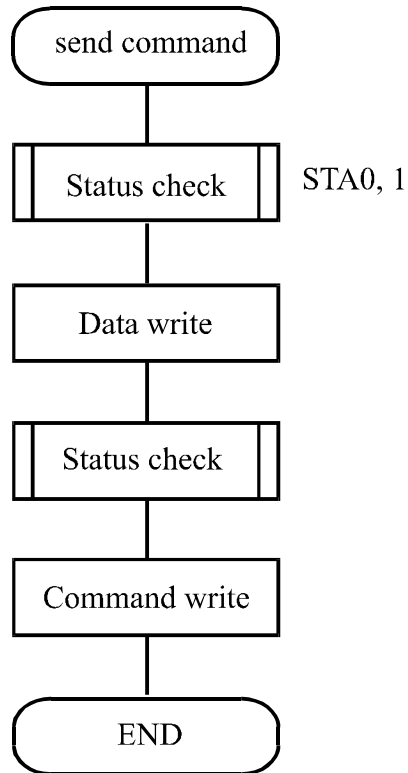 send command
Status check
STA0, 1
Data write
Status check
Command write
END